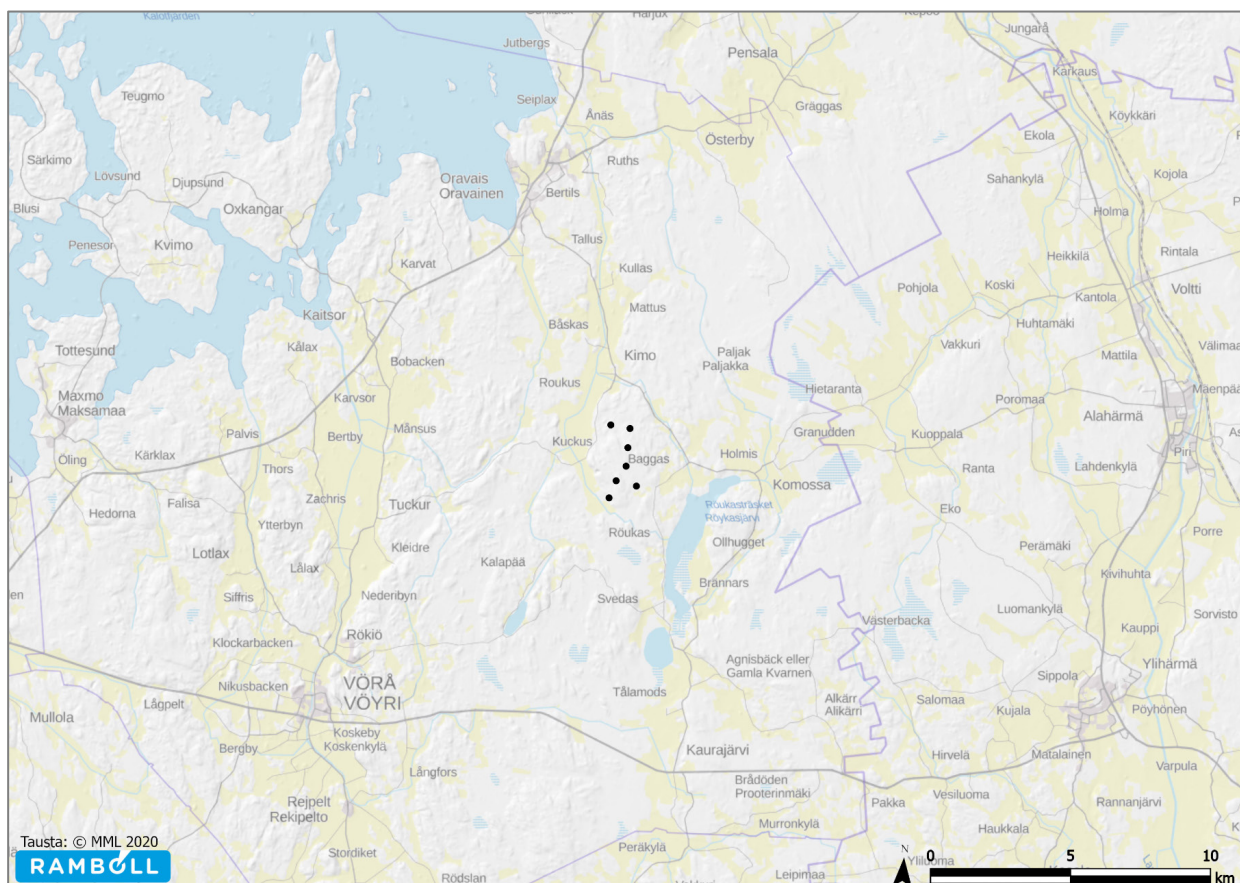 Jungarå
Jutbergs
Pensala
Kärkaus
Teugmo
Seiplax
Gräggas
Ånäs
Köykkäri
Österby
Ekola
Särkimo
Ruths
Lövsund
Djupsund
Oravais
Oravainen
Bertils
Sahankylä
Kojola
Blusi
Oxkangar
Holma
Penesor
Kvimo
Tallus
Rintala
Karvat
Kullas
Heikkilä
Pohjola
Koski
Kantola
Voltti
Kaitsor
Mattus
Båskas
Huhtamäki
Tottesund
Kålax
Bobacken
Kimo
Paljak
Paljakka
Vakkuri
Mattila
Välimaa
Roukus
Hietaranta
Mäenpää
Maxmo
Maksamaa
Karvsor
Poromaa
Alahärmä
Palvis
Bertby
Månsus
Kuckus
Granudden
Kuoppala
Öling
Kärklax
Baggas
Holmis
Piri
Thors
Ranta
Lahdenkylä
Komossa
Hedorna
Falisa
Zachris
Tuckur
Röukasträsket
Röykasjärvi
Eko
Ytterbyn
Röukas
Porre
Lotlax
Kleidre
Kalapää
Ollhugget
Perämäki
Lålax
Brännars
Kivihuhta
Siffris
Nederibyn
Svedas
Luomankylä
Sorvisto
Västerbacka
Kauppi
Klockarbacken
Rökiö
Agnisbäck eller
Gamla Kvarnen
Ylihärmä
Sippola
Nikusbacken
VÖRÅ
VÖYRI
Tålamods
Alkärr
Alikärri
Salomaa
Kujala
Pöyhönen
Mullola
Lågpelt
Koskeby
Koskenkylä
Bergby
Kaurajärvi
Hirvelä
Matalainen
Långfors
Varpula
Brådöden
Prooterinmäki
Vesiluoma
Pakka
Rannanjärvi
Rejpelt
Rekipelto
Murronkylä
Haukkala
Tausta: © MML 2020
RAMBOLL
Stordiket
Peräkylä
Rödslan
Leipimaa
Yliluoma
N
0 5 10
km